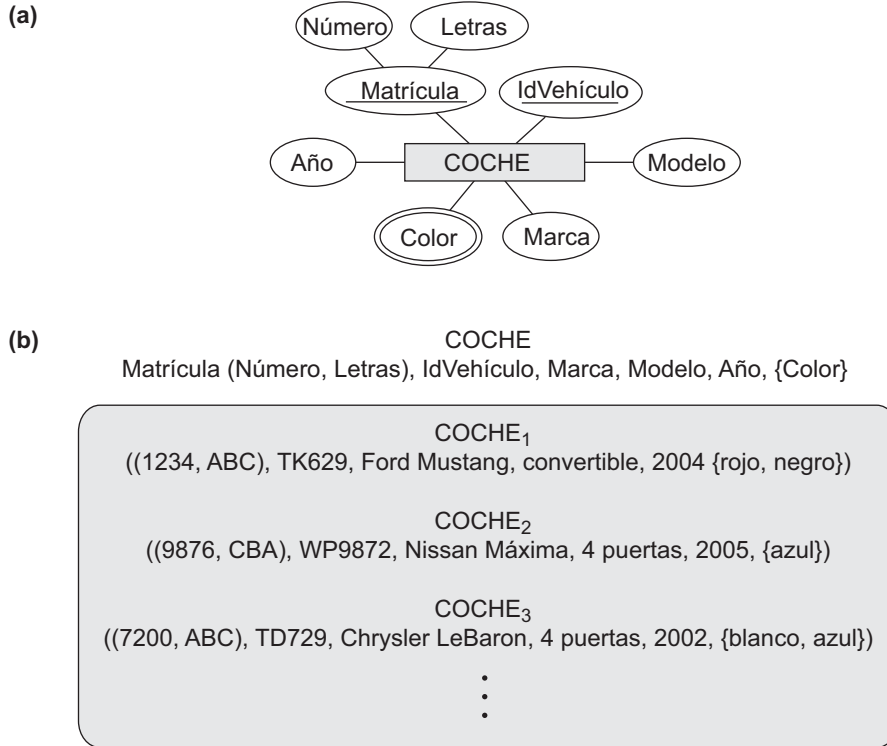 (a)
Número
Letras
Matrícula
IdVehículo
Año
COCHE
Modelo
Color
Marca
(b)
COCHE
Matrícula (Número, Letras), IdVehículo, Marca, Modelo, Año, {Color}
COCHE1
((1234, ABC), TK629, Ford Mustang, convertible, 2004 {rojo, negro})
COCHE2
((9876, CBA), WP9872, Nissan Máxima, 4 puertas, 2005, {azul})
COCHE3
((7200, ABC), TD729, Chrysler LeBaron, 4 puertas, 2002, {blanco, azul})